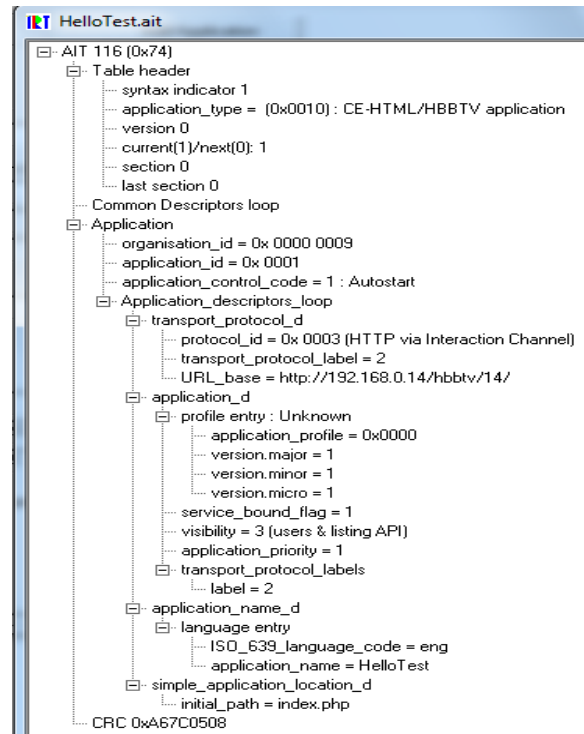 IRT HelloTest.ait
AIT 116 (0x74)
Table header
syntax indicator 1
application_type = (0x0010) : CE-HTML/HBBTV application
version 0
current(1)/next(0): 1
section 0
last section 0
Common Descriptors loop
Application
organisation_id = 0x 0000 0009
application_id = 0x 0001
application_control_code = 1 : Autostart
Application_descriptors_loop
transport_protocol_d
protocol_id = 0x 0003 (HTTP via Interaction Channel)
transport_protocol_label = 2
URL_base = http://192.168.0.14/hbbtv/14/
application_d
profile entry : Unknown
application_profile = 0x0000
version.major = 1
version.minor = 1
version.micro = 1
service_bound_flag = 1
visibility = 3 (users & listing API)
application_priority = 1
transport_protocol_labels
label = 2
application_name_d
language entry
ISO_639_language_code = eng
application_name = HelloTest
simple_application_location_d
initial_path = index.php
CRC 0xA67C0508